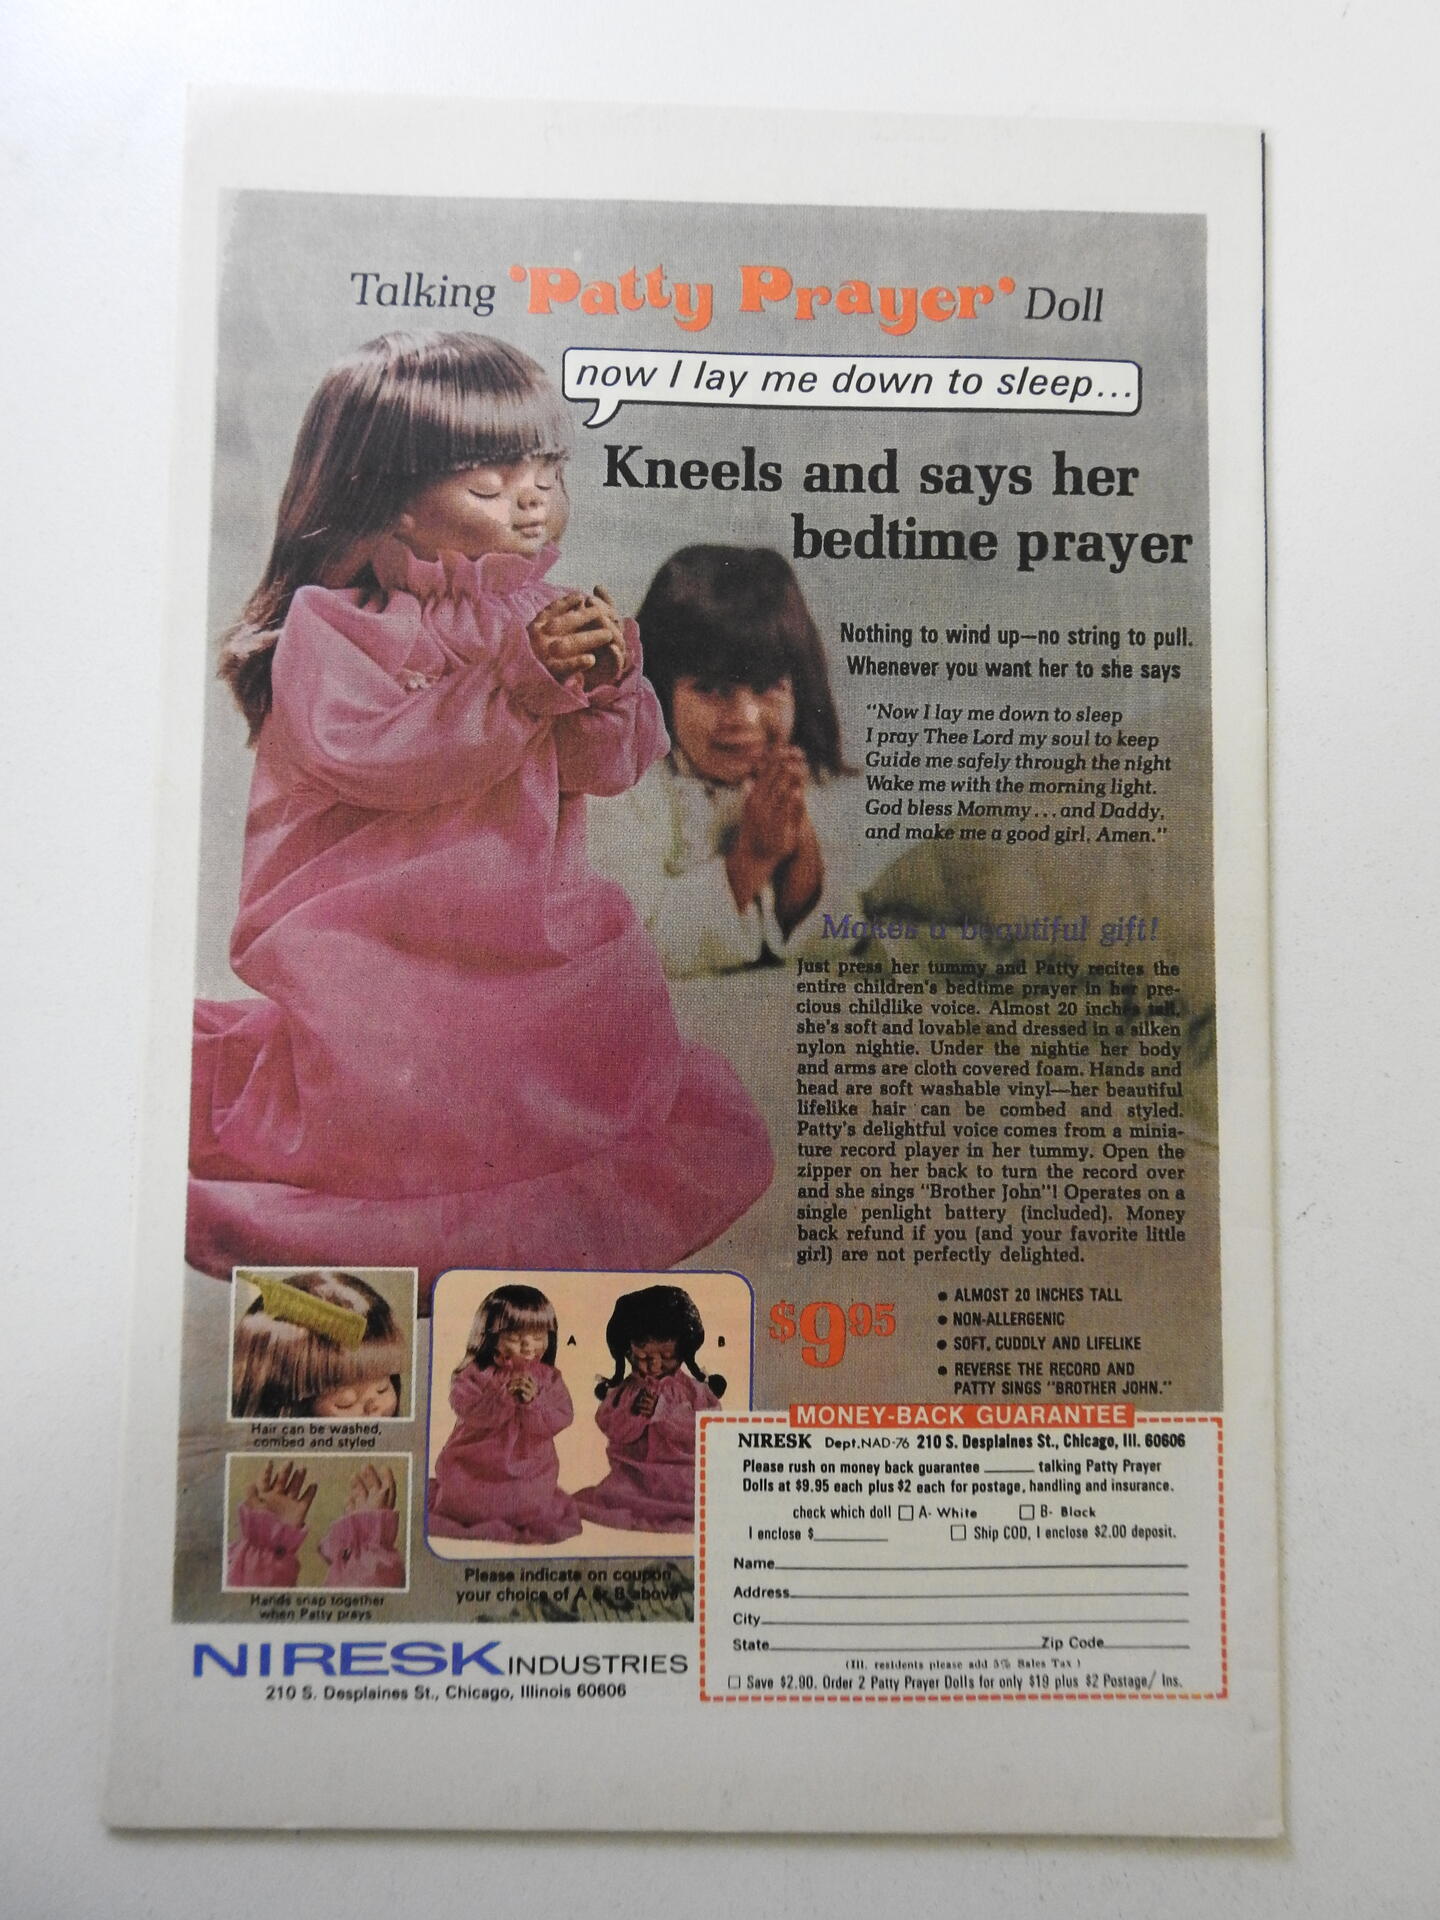 Talking 'Patty Prayer' Doll
now I lay me down to sleep...
Kneels and says her
bedtime prayer
Nothing to wind up—no string to pull.
Whenever you want her to she says
"Now I lay me down to sleep
I pray Thee Lord my soul to keep
Guide me safely through the night
Wake me with the morning light.
God bless Mommy...and Daddy,
and make me a good girl. Amen."
Makes a beautiful gift!
Just press her tummy and Patty recites the
entire children's bedtime prayer in her pre-
cious childlike voice. Almost 20 inches tall,
she's soft and lovable and dressed in a silken
nylon nightie. Under the nightie her body
and arms are cloth covered foam. Hands and
head are soft washable vinyl—her beautiful
lifelike hair can be combed and styled.
Patty's delightful voice comes from a minia-
ture record player in her tummy. Open the
zipper on her back to turn the record over
and she sings "Brother John"! Operates on a
single penlight battery (included). Money
back refund if you (and your favorite little
girl) are not perfectly delighted.
$9.95
● ALMOST 20 INCHES TALL
● NON-ALLERGENIC
● SOFT, CUDDLY AND LIFELIKE
● REVERSE THE RECORD AND
PATTY SINGS "BROTHER JOHN."
Hair can be washed,
combed and styled
Hands snap together
when Patty prays
A
B
Please indicate on coupon
your choice of A or B above
NIRESK INDUSTRIES
210 S. Desplaines St., Chicago, Illinois 60606
MONEY-BACK GUARANTEE
NIRESK Dept.NAD-76 210 S. Desplaines St., Chicago, Ill. 60606
Please rush on money back guarantee ______ talking Patty Prayer
Dolls at $9.95 each plus $2 each for postage, handling and insurance.
check which doll ☐ A- White ☐ B- Black
I enclose $________ ☐ Ship COD, I enclose $2.00 deposit.
Name
Address
City
State Zip Code
(Ill. residents please add 5% Sales Tax)
☐ Save $2.90. Order 2 Patty Prayer Dolls for only $19 plus $2 Postage/ Ins.